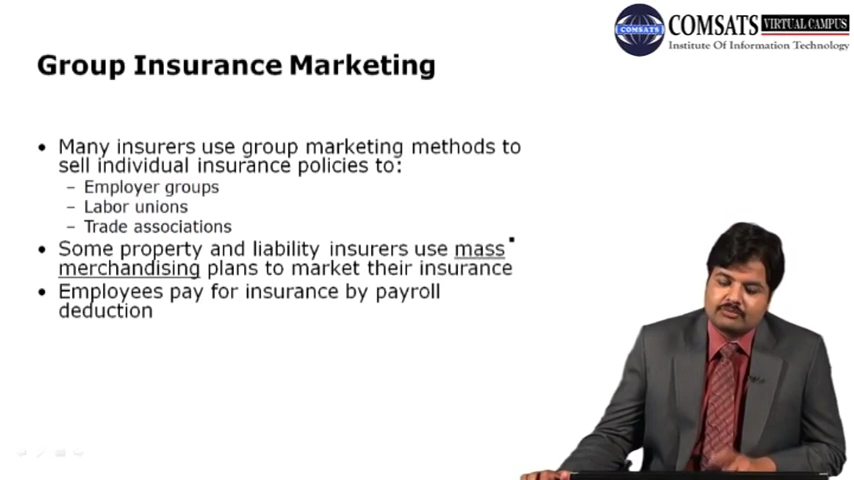 COMSATS VIRTUAL CAMPUS
Institute Of Information Technology
COMSATS
Group Insurance Marketing
• Many insurers use group marketing methods to
sell individual insurance policies to:
– Employer groups
– Labor unions
– Trade associations
• Some property and liability insurers use mass
merchandising plans to market their insurance
• Employees pay for insurance by payroll
deduction